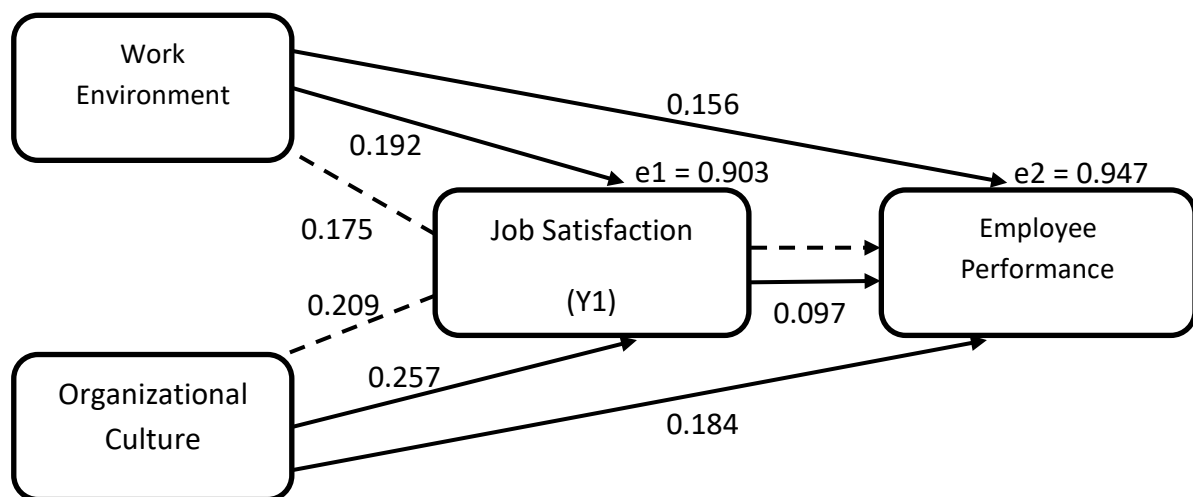 Work
Environment
0.156
0.192
e1 = 0.903
e2 = 0.947
0.175
Job Satisfaction
(Y1)
Employee
Performance
0.209
0.097
Organizational
Culture
0.257
0.184